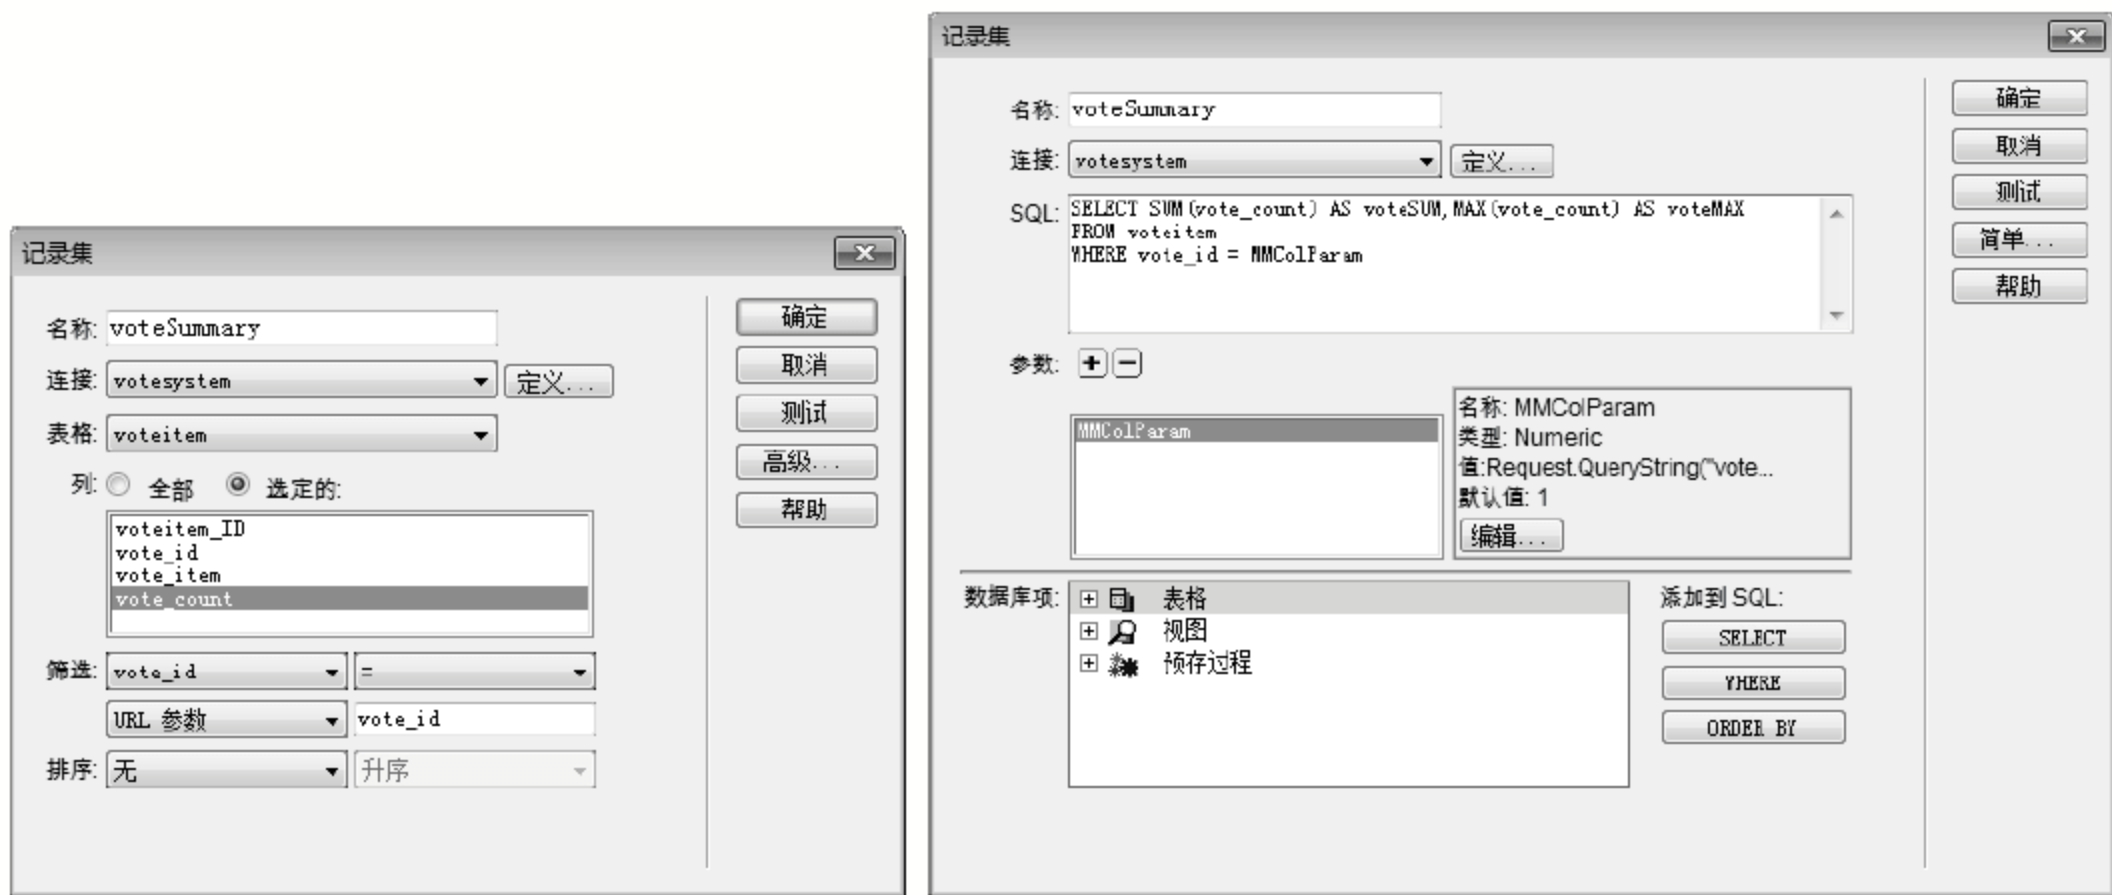 记录集
名称: voteSummary
连接: votesystem 定义...
表格: voteitem
列: 全部 选定的:
voteitem_ID
vote_id
vote_item
vote_count
筛选: vote_id =
URL 参数 vote_id
排序: 无 升序
确定
取消
测试
高级...
帮助
记录集
名称: voteSummary
连接: votesystem 定义...
SQL: SELECT SUM(vote_count) AS voteSUM,MAX(vote_count) AS voteMAX
FROM voteitem
WHERE vote_id = MMColParam
参数:
MMColParam
名称: MMColParam
类型: Numeric
值:Request.QueryString("vote...
默认值: 1
编辑...
数据库项: 表格
视图
预存过程
添加到 SQL:
SELECT
WHERE
ORDER BY
确定
取消
测试
简单...
帮助